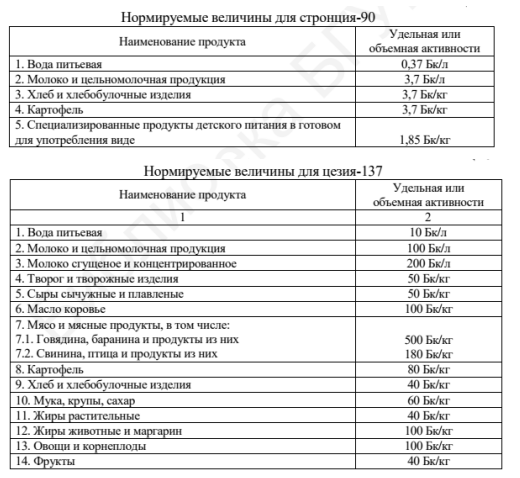 Нормируемые величины для стронция-90
Наименование продукта
Удельная или
объемная активность
1. Вода питьевая 0,37 Бк/л
2. Молоко и цельномолочная продукция 3,7 Бк/л
3. Хлеб и хлебобулочные изделия 3,7 Бк/кг
4. Картофель 3,7 Бк/кг
5. Специализированные продукты детского питания в готовом
для употребления виде 1,85 Бк/кг
Нормируемые величины для цезия-137
Наименование продукта
Удельная или
объемная активность
1 2
1. Вода питьевая 10 Бк/л
2. Молоко и цельномолочная продукция 100 Бк/л
3. Молоко сгущеное и концентрированное 200 Бк/л
4. Творог и творожные изделия 50 Бк/кг
5. Сыры сычужные и плавленые 50 Бк/кг
6. Масло коровье 100 Бк/кг
7. Мясо и мясные продукты, в том числе:
7.1. Говядина, баранина и продукты из них 500 Бк/кг
7.2. Свинина, птица и продукты из них 180 Бк/кг
8. Картофель 80 Бк/кг
9. Хлеб и хлебобулочные изделия 40 Бк/кг
10. Мука, крупы, сахар 60 Бк/кг
11. Жиры растительные 40 Бк/кг
12. Жиры животные и маргарин 100 Бк/кг
13. Овощи и корнеплоды 100 Бк/кг
14. Фрукты 40 Бк/кг